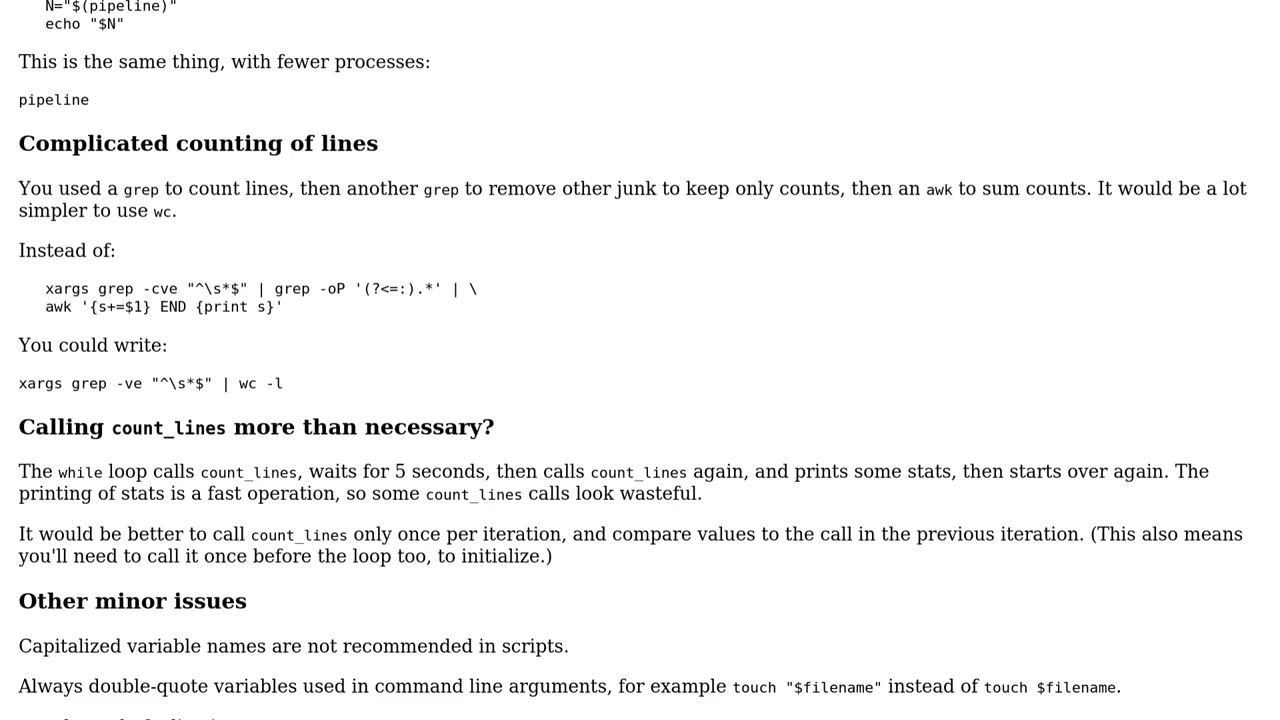 N="$(pipeline)"
echo "$N"
This is the same thing, with fewer processes:
pipeline
Complicated counting of lines
You used a grep to count lines, then another grep to remove other junk to keep only counts, then an awk to sum counts. It would be a lot
simpler to use wc.
Instead of:
xargs grep -cve "^\s*$" | grep -oP '(?<=:).*' | \
awk '{s+=$1} END {print s}'
You could write:
xargs grep -ve "^\s*$" | wc -l
Calling count_lines more than necessary?
The while loop calls count_lines, waits for 5 seconds, then calls count_lines again, and prints some stats, then starts over again. The
printing of stats is a fast operation, so some count_lines calls look wasteful.
It would be better to call count_lines only once per iteration, and compare values to the call in the previous iteration. (This also means
you'll need to call it once before the loop too, to initialize.)
Other minor issues
Capitalized variable names are not recommended in scripts.
Always double-quote variables used in command line arguments, for example touch "$filename" instead of touch $filename.